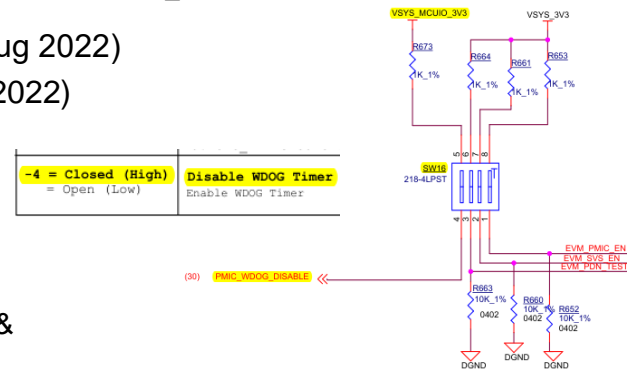 VSYS_MCUIO_3V3
VSYS_3V3
ug 2022)
2022)
R673
1K_1%
R664
1K_1%
R661
1K_1%
R653
1K_1%
-4 = Closed (High)
= Open (Low)
Disable WDOG Timer
Enable WDOG Timer
5 6 7 8
SW16
218-4LPST
4 3 2 1
EVM_PMIC_EN
EVM_SVS_EN
EVM_PDN_TEST
(30)
PMIC_WDOG_DISABLE
R663
10K_1%
0402
R660
10K_1%
0402
R652
10K_1%
0402
&
DGND
DGND
DGND